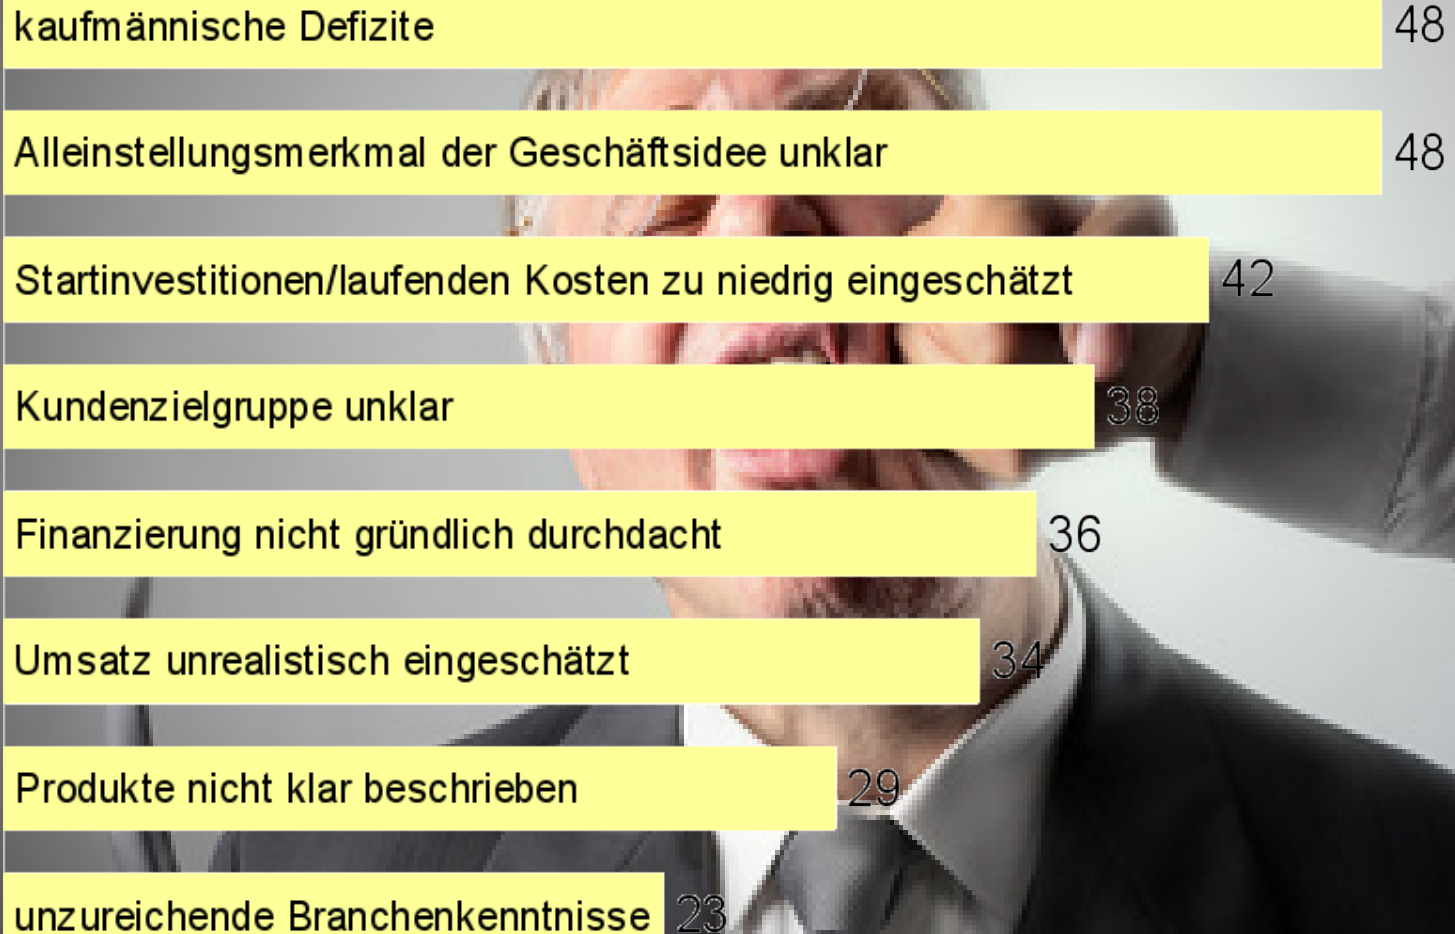 kaufmännische Defizite 48
Alleinstellungsmerkmal der Geschäftsidee unklar 48
Startinvestitionen/laufenden Kosten zu niedrig eingeschätzt 42
Kundenzielgruppe unklar 38
Finanzierung nicht gründlich durchdacht 36
Umsatz unrealistisch eingeschätzt 34
Produkte nicht klar beschrieben 29
unzureichende Branchenkenntnisse 23